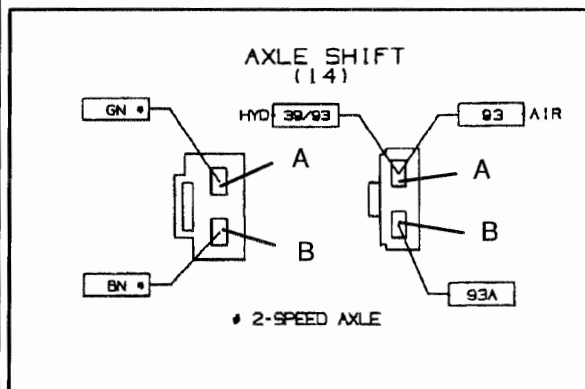 AXLE SHIFT
(14)
GN *
HYD 39/93
93 AIR
A
A
B
B
BN *
93A
* 2-SPEED AXLE